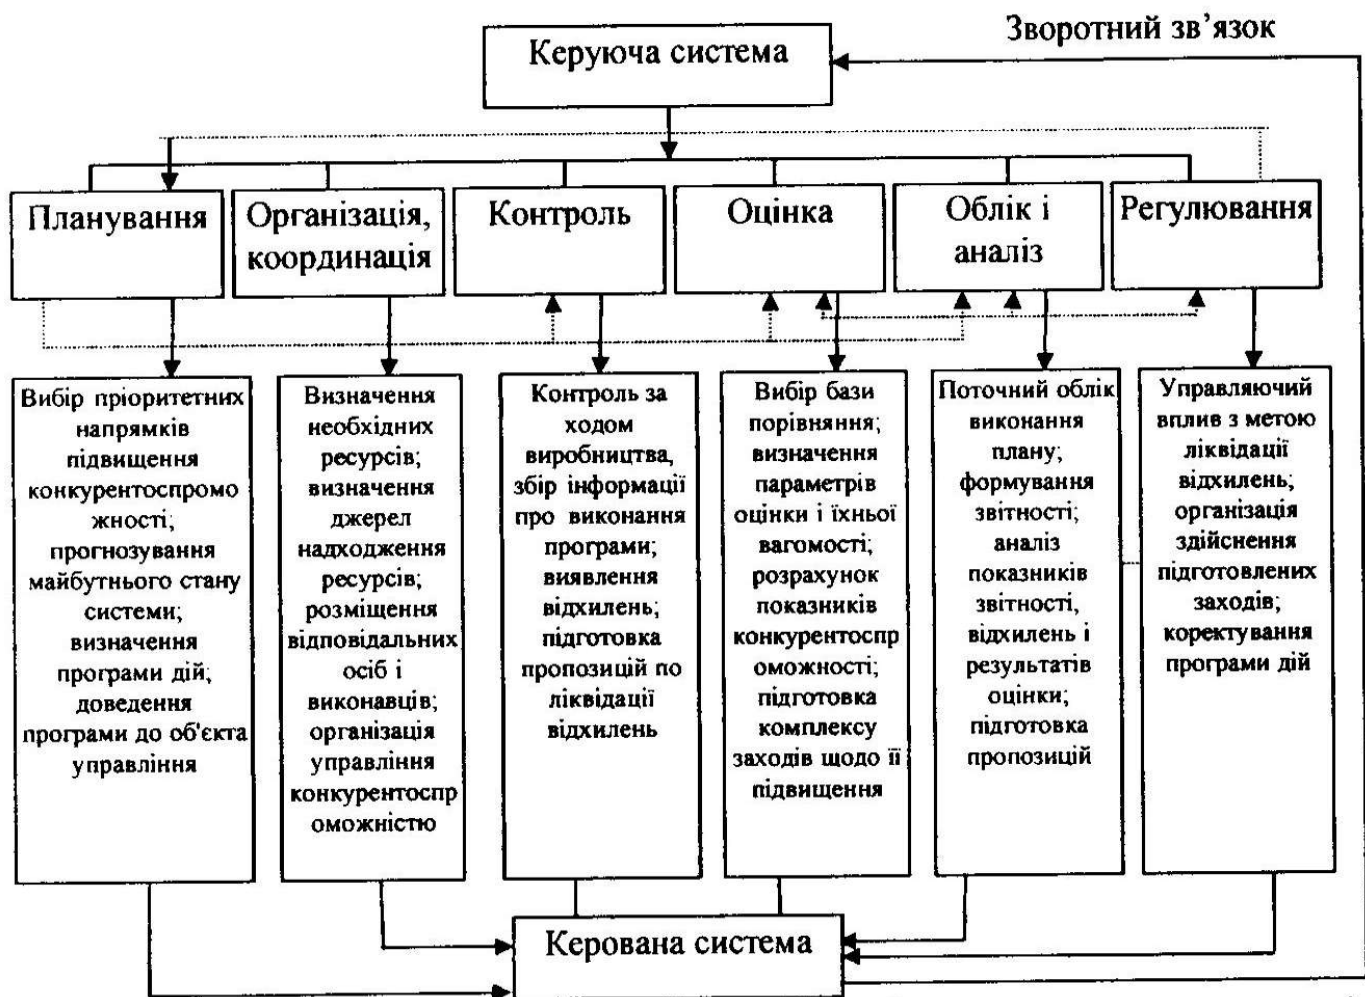 Зворотний зв’язок
Керуюча система
Планування
Організація,
координація
Контроль
Оцінка
Облік і
аналіз
Регулювання
Вибір пріоритетних
напрямків
підвищення
конкурентоспромо
жності;
прогнозування
майбутнього стану
системи;
визначення
програми дій;
доведення
програми до об'єкта
управління
Визначення
необхідних
ресурсів;
визначення
джерел
надходження
ресурсів;
розміщення
відповідальних
осіб і
виконавців;
організація
управління
конкурентоспр
оможністю
Контроль за
ходом
виробництва,
збір інформації
про виконання
програми;
виявлення
відхилень;
підготовка
пропозицій по
ліквідації
відхилень
Вибір бази
порівняння;
визначення
параметрів
оцінки і їхньої
вагомості;
розрахунок
показників
конкурентоспр
оможності;
підготовка
комплексу
заходів щодо її
підвищення
Поточний облік
виконання
плану;
формування
звітності;
аналіз
показників
звітності,
відхилень і
результатів
оцінки;
підготовка
пропозицій
Управляючий
вплив з метою
ліквідації
відхилень;
організація
здійснення
підготовлених
заходів;
коректування
програми дій
Керована система